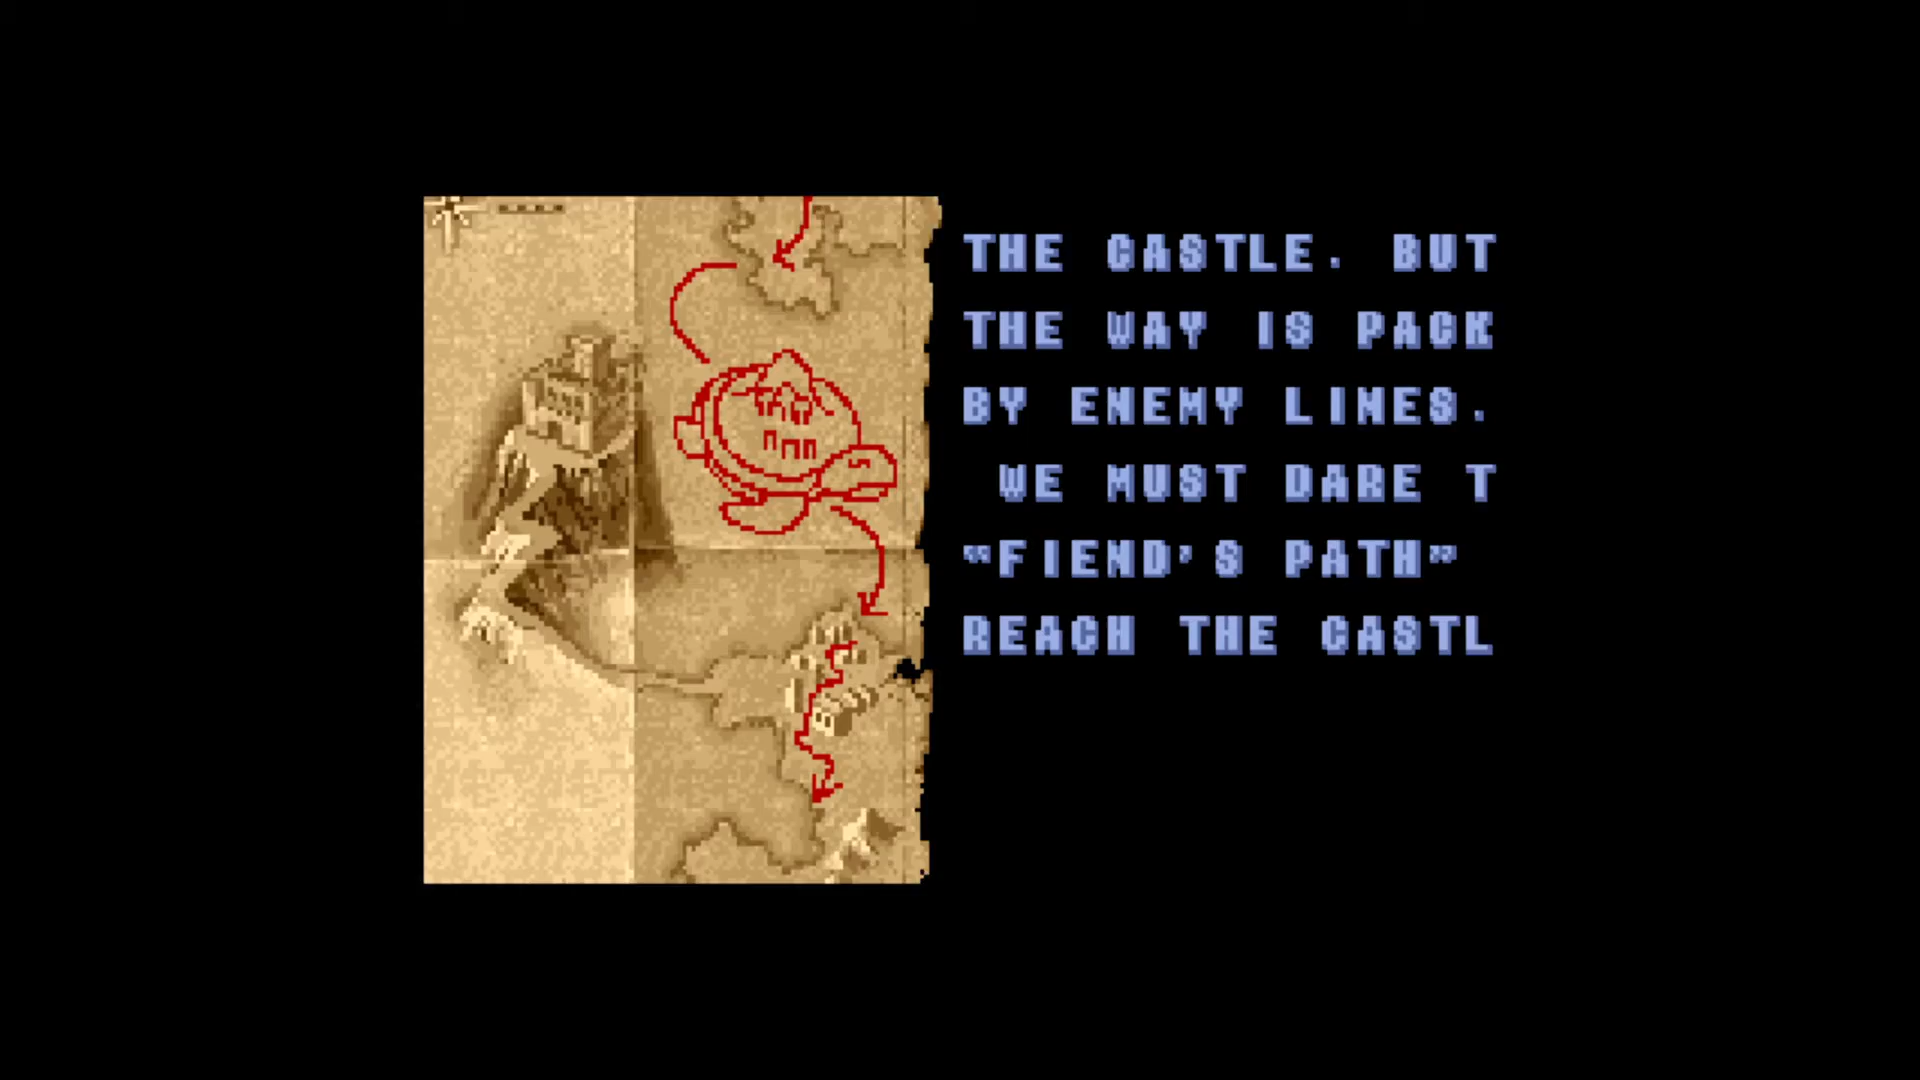 THE CASTLE. BUT
THE WAY IS PACK
BY ENEMY LINES.
WE MUST DARE T
"FIEND'S PATH"
REACH THE CASTL